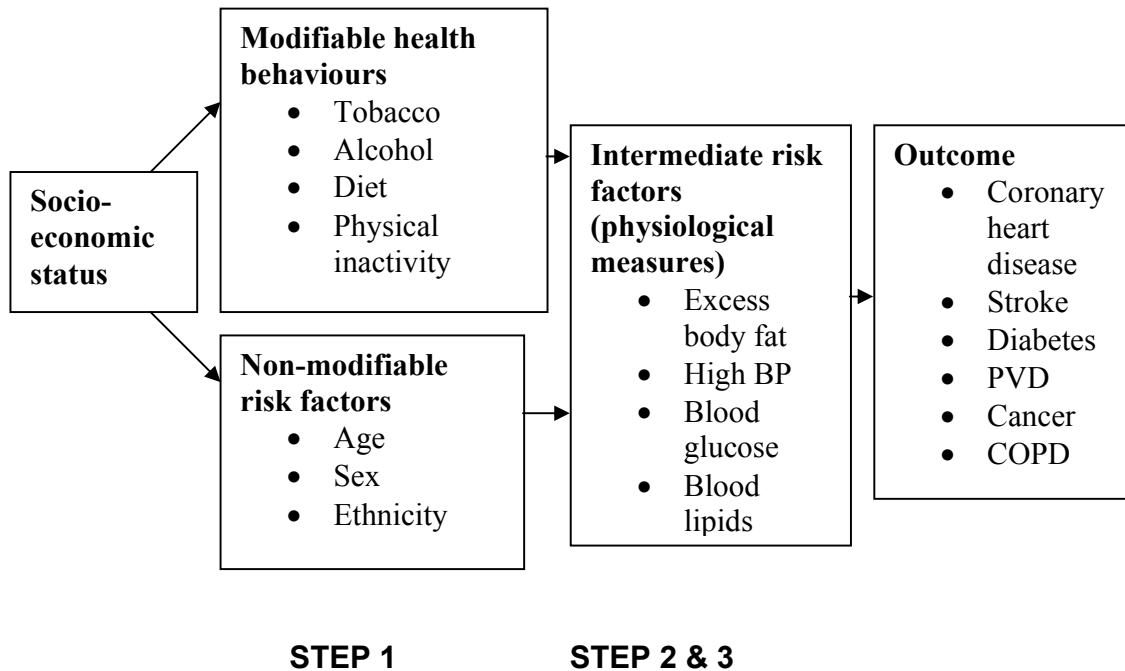 Socio-
economic
status
Modifiable health
behaviours
• Tobacco
• Alcohol
• Diet
• Physical
inactivity
Non-modifiable
risk factors
• Age
• Sex
• Ethnicity
Intermediate risk
factors
(physiological
measures)
• Excess
body fat
• High BP
• Blood
glucose
• Blood
lipids
Outcome
• Coronary
heart
disease
• Stroke
• Diabetes
• PVD
• Cancer
• COPD
STEP 1
STEP 2 & 3